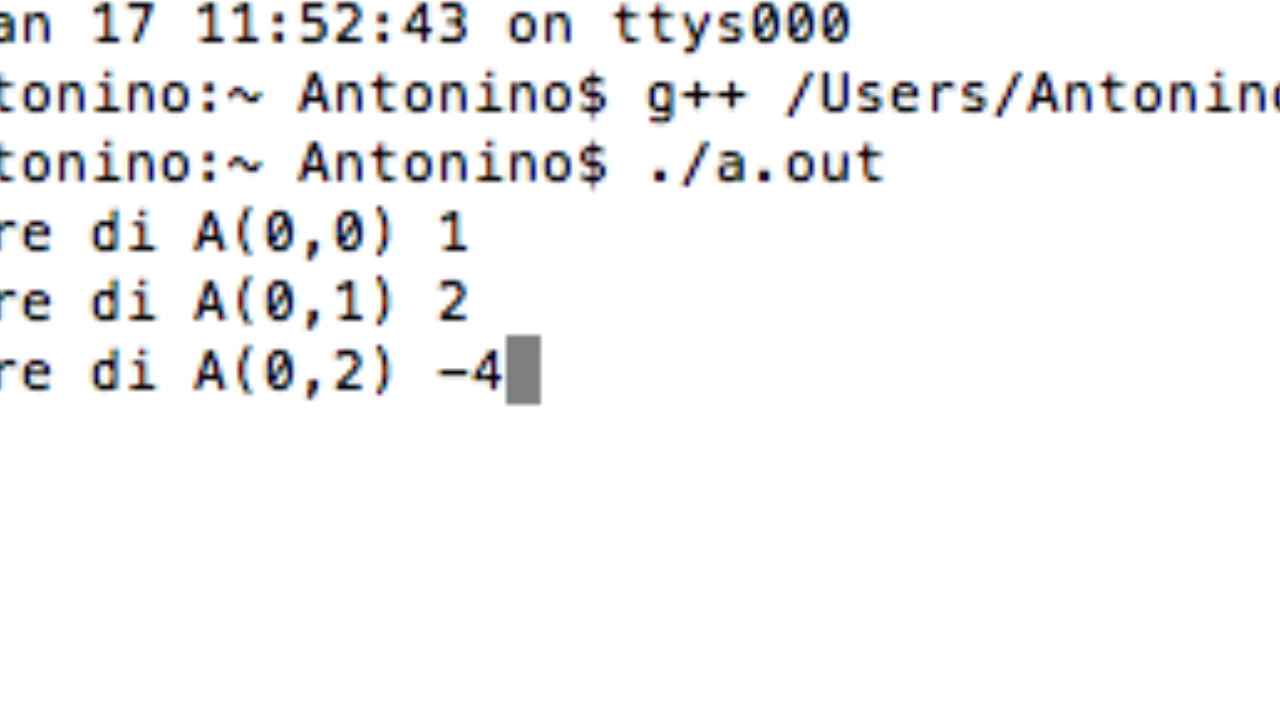 an 17 11:52:43 on ttys000
tonino:~ Antonino$ g++ /Users/Antonino
tonino:~ Antonino$ ./a.out
re di A(0,0) 1
re di A(0,1) 2
re di A(0,2) -4